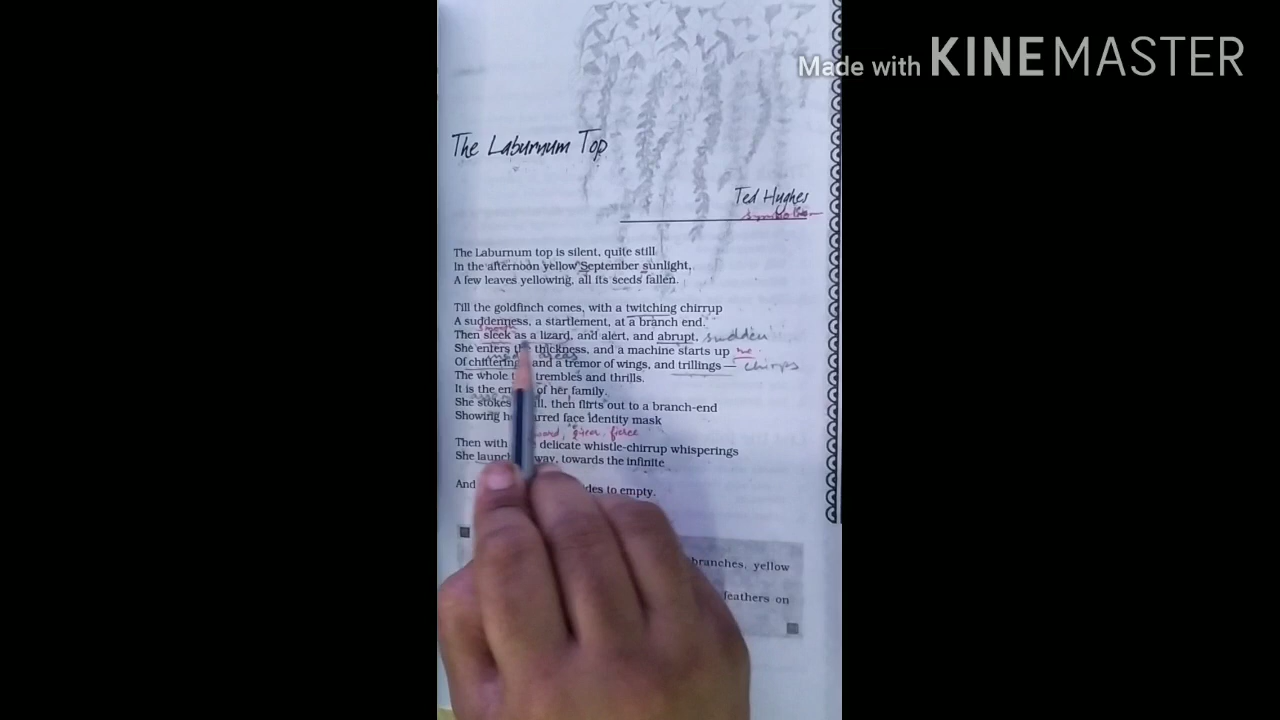 Made with KINEMASTER
The Laburnum Top
Ted Hughes
The Laburnum top is silent, quite still
In the afternoon yellow September sunlight,
A few leaves yellowing, all its seeds fallen.
Till the goldfinch comes, with a twitching chirrup
A suddenness, a startlement, at a branch end.
smooth
Then sleek as a lizard, and alert, and abrupt, sudden
She enters the thickness, and a machine starts up
Of chitterings and a tremor of wings, and trillings — chirps
The whole trembles and thrills.
It is the en of her family.
She stokes ll, then flirts out to a branch-end
Showing h arred face identity mask
Then with delicate whistle-chirrup whisperings
She launch way, towards the infinite
And des to empty.
branches, yellow
feathers on